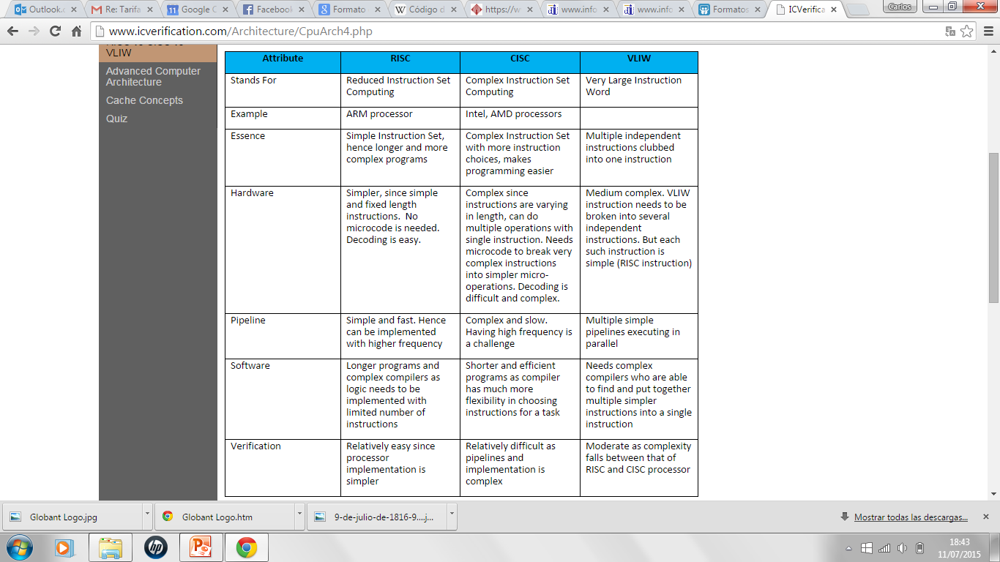 Outlook.c
Re: Tarifa
Google C
Facebook
Formato
Código d
https://w
www.info
www.info
Formatos
ICVerifica
Carlos
www.icverification.com/Architecture/CpuArch4.php
VLIW
Advanced Computer
Architecture
Cache Concepts
Quiz
Attribute RISC CISC VLIW
Stands For
Reduced Instruction Set
Computing
Complex Instruction Set
Computing
Very Large Instruction
Word
Example
ARM processor
Intel, AMD processors
Essence
Simple Instruction Set,
hence longer and more
complex programs
Complex Instruction Set
with more instruction
choices, makes
programming easier
Multiple independent
instructions clubbed
into one instruction
Hardware
Simpler, since simple
and fixed length
instructions. No
microcode is needed.
Decoding is easy.
Complex since
instructions are varying
in length, can do
multiple operations with
single instruction. Needs
microcode to break very
complex instructions
into simpler micro-
operations. Decoding is
difficult and complex.
Medium complex. VLIW
instruction needs to be
broken into several
independent
instructions. But each
such instruction is
simple (RISC instruction)
Pipeline
Simple and fast. Hence
can be implemented
with higher frequency
Complex and slow.
Having high frequency is
a challenge
Multiple simple
pipelines executing in
parallel
Software
Longer programs and
complex compilers as
logic needs to be
implemented with
limited number of
instructions
Shorter and efficient
programs as compiler
has much more
flexibility in choosing
instructions for a task
Needs complex
compilers who are able
to find and put together
multiple simpler
instructions into a single
instruction
Verification
Relatively easy since
processor
implementation is
simpler
Relatively difficult as
pipelines and
implementation is
complex
Moderate as complexity
falls between that of
RISC and CISC processor
Globant Logo.jpg
Globant Logo.htm
9-de-julio-de-1816-9....j...
Mostrar todas las descargas...
hp
18:43
11/07/2015